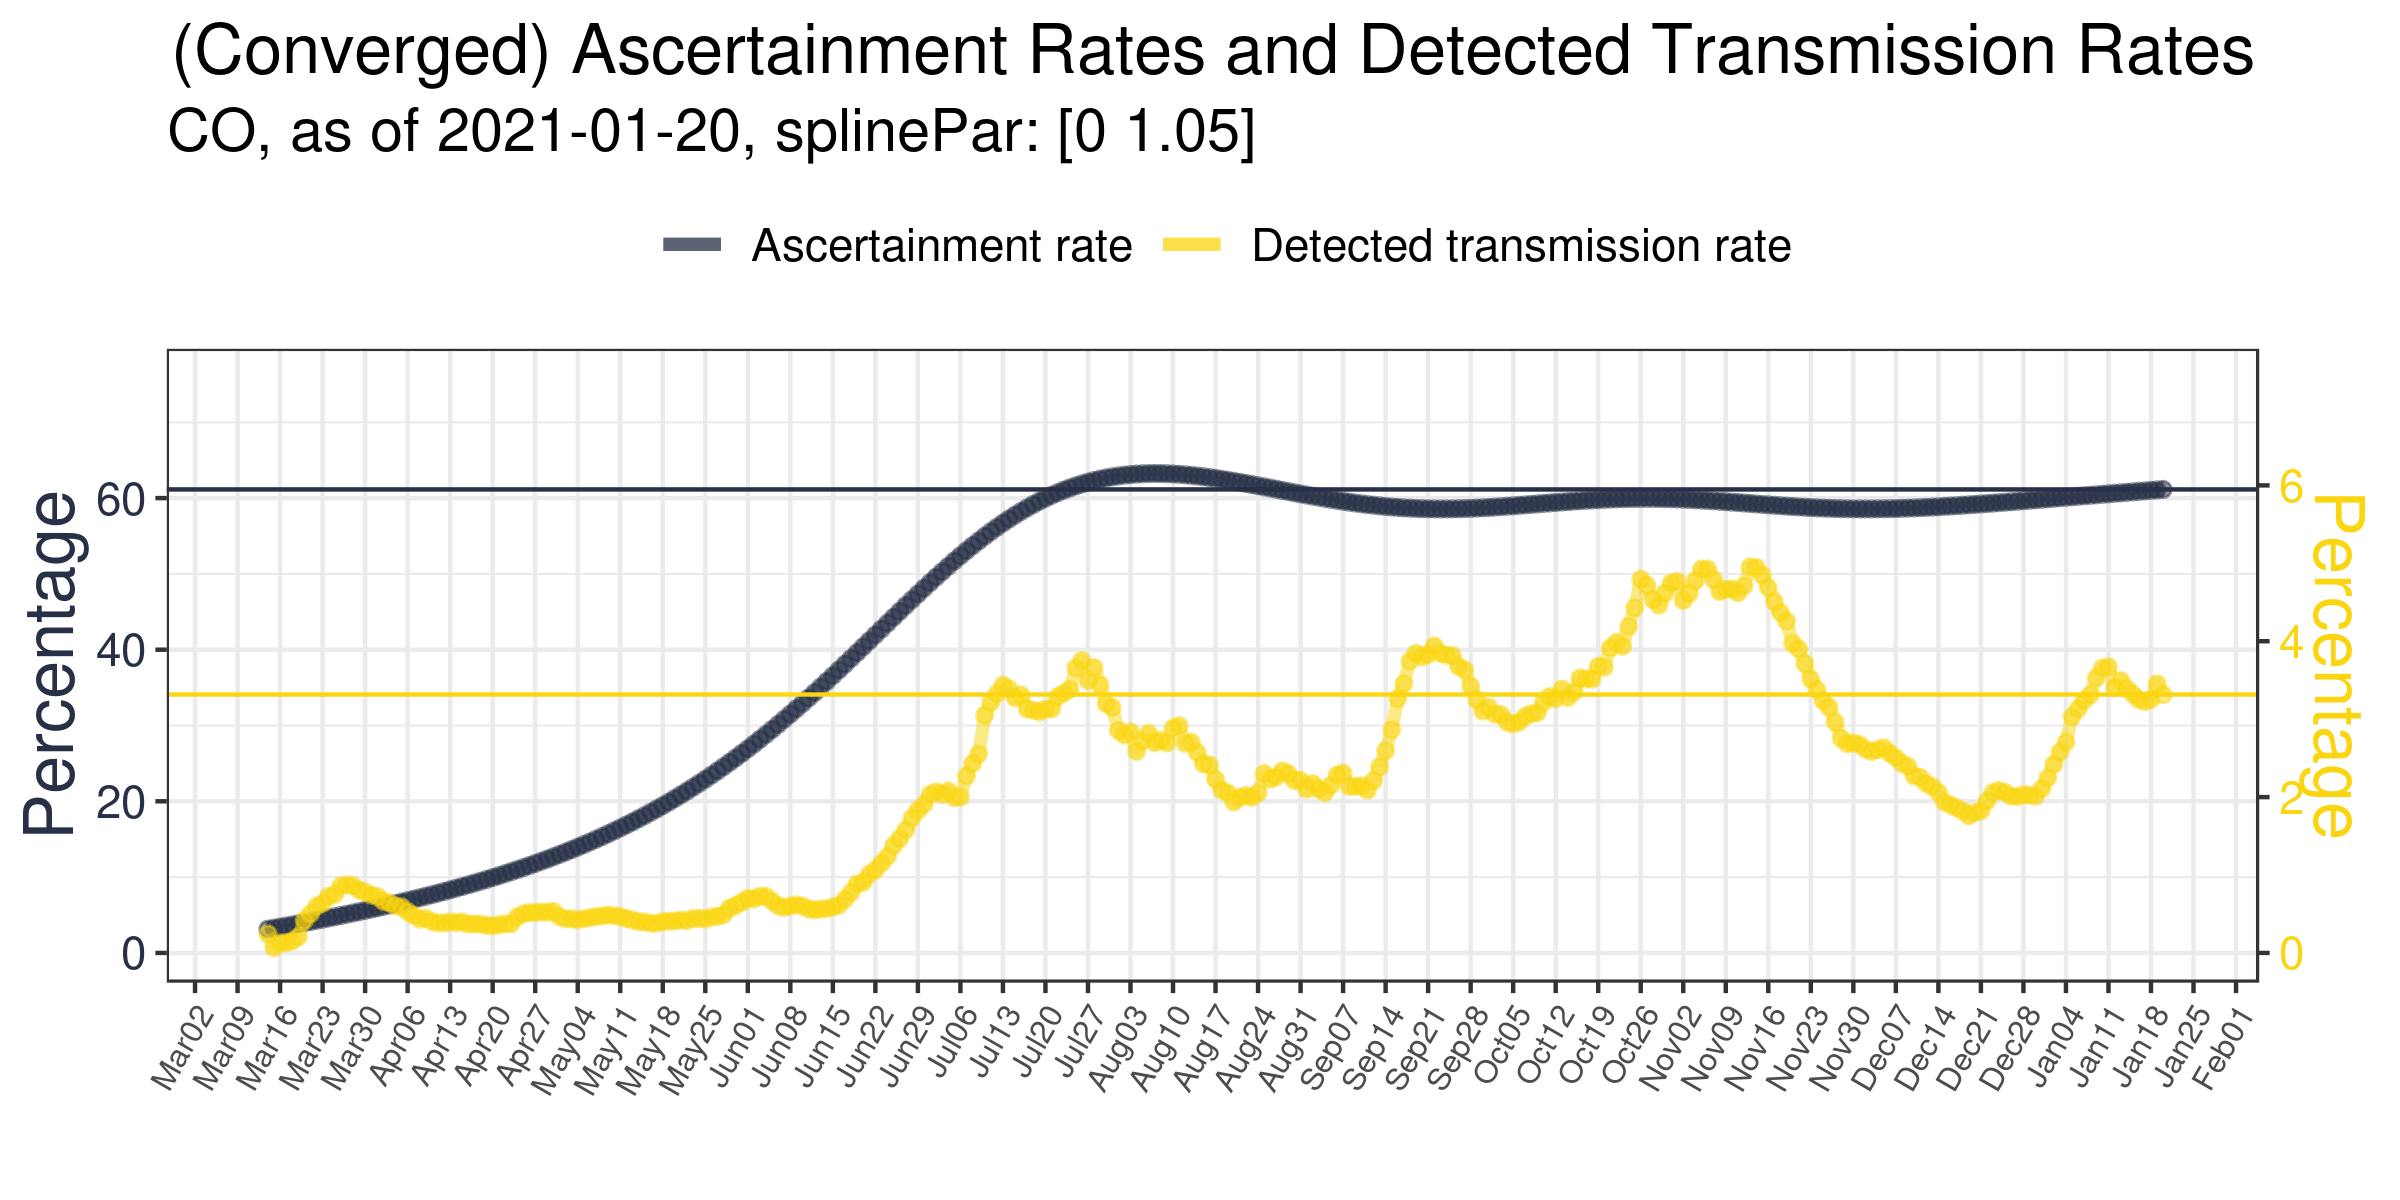 (Converged) Ascertainment Rates and Detected Transmission Rates
CO, as of 2021-01-20, splinePar: [0 1.05]
Ascertainment rate Detected transmission rate
Percentage
60
40
20
0
6
4
2
0
Percentage
Mar02 Mar09 Mar16 Mar23 Mar30 Apr06 Apr13 Apr20 Apr27 May04 May11 May18 May25 Jun01 Jun08 Jun15 Jun22 Jun29 Jul06 Jul13 Jul20 Jul27 Aug03 Aug10 Aug17 Aug24 Aug31 Sep07 Sep14 Sep21 Sep28 Oct05 Oct12 Oct19 Oct26 Nov02 Nov09 Nov16 Nov23 Nov30 Dec07 Dec14 Dec21 Dec28 Jan04 Jan11 Jan18 Jan25 Feb01